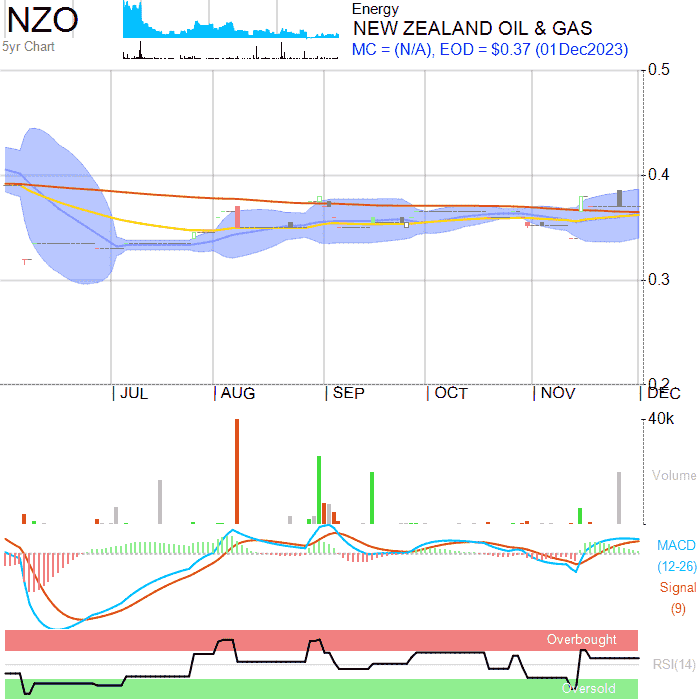 NZO
5yr Chart
Energy
NEW ZEALAND OIL & GAS
MC = (N/A), EOD = $0.37 (01Dec2023)
0.5
0.4
0.3
0.2
JUL
AUG
SEP
OCT
NOV
DEC
40k
Volume
MACD
(12-26)
Signal
(9)
Overbought
RSI(14)
Oversold